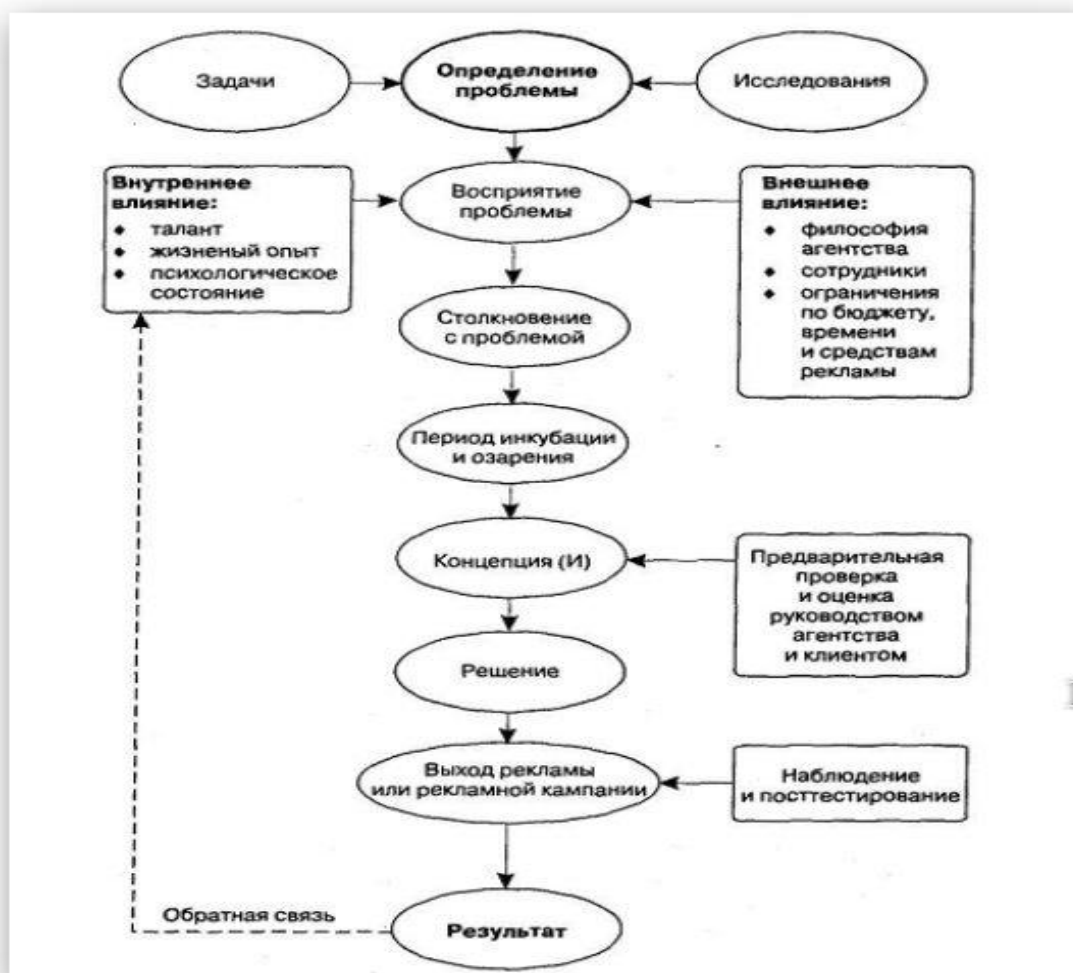 Задачи
Определение
проблемы
Исследования
Внутреннее
влияние:
♦ талант
♦ жизненый опыт
♦ психологическое
состояние
Восприятие
проблемы
Внешнее
влияние:
♦ философия
агентства
♦ сотрудники
♦ ограничения
по бюджету,
времени
и средствам
рекламы
Столкновение
с проблемой
Период инкубации
и озарения
Концепция (И)
Предварительная
проверка
и оценка
руководством
агентства
и клиентом
Решение
Выход рекламы
или рекламной кампании
Наблюдение
и посттестирование
Обратная связь
Результат